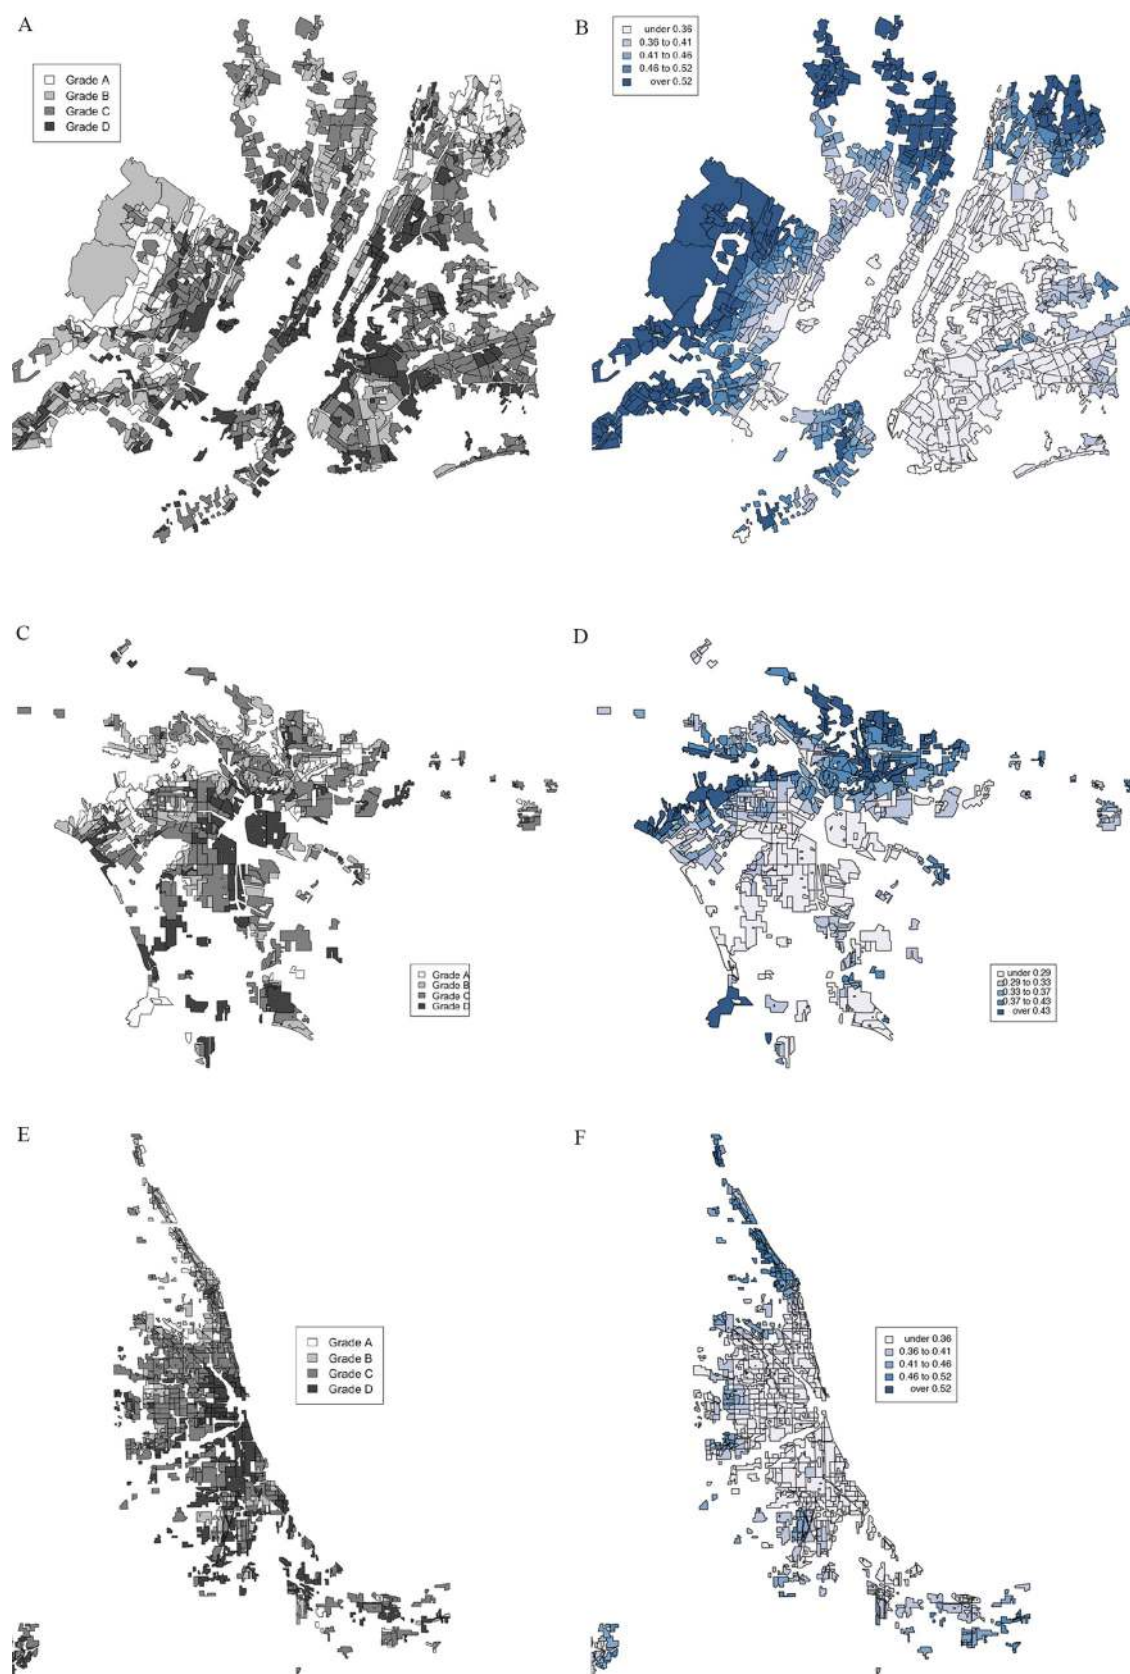 A
Grade A
Grade B
Grade C
Grade D
B
under 0.36
0.36 to 0.41
0.41 to 0.46
0.46 to 0.52
over 0.52
C
Grade A
Grade B
Grade C
Grade D
D
under 0.29
0.29 to 0.33
0.33 to 0.37
0.37 to 0.43
over 0.43
E
Grade A
Grade B
Grade C
Grade D
F
under 0.36
0.36 to 0.41
0.41 to 0.46
0.46 to 0.52
over 0.52